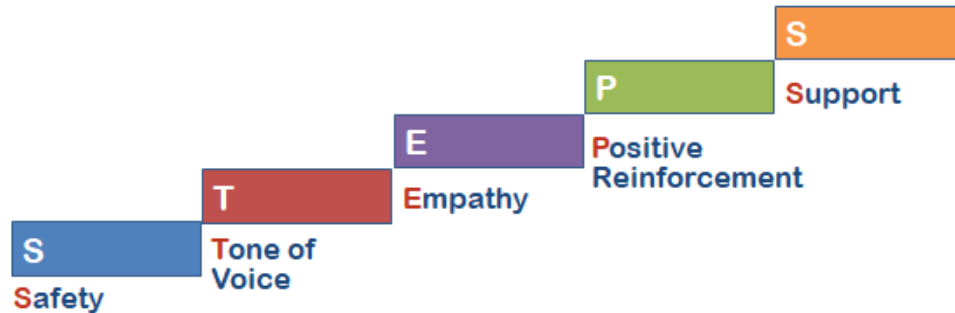 S
Support
P
Positive
Reinforcement
E
Empathy
T
Tone of
Voice
S
Safety